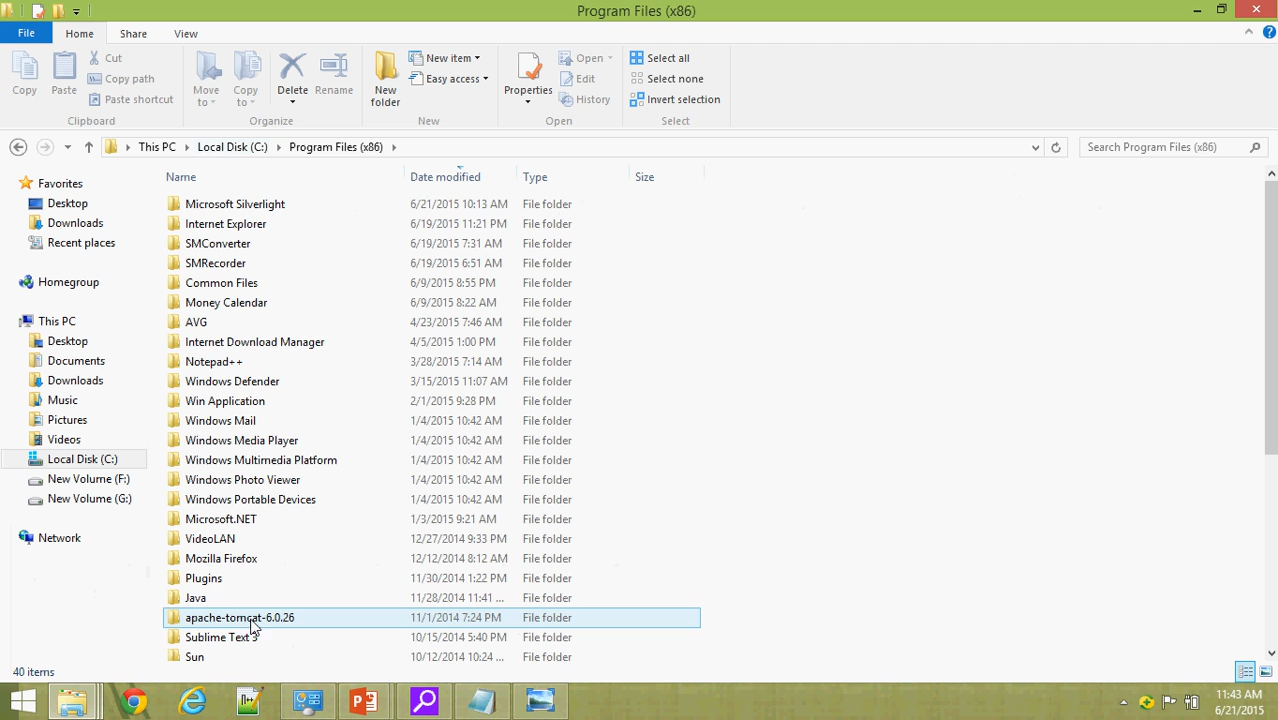 Program Files (x86)
File Home Share View
Copy Paste Cut Copy path Paste shortcut Move to Copy to Delete Rename New folder New item Easy access Properties Open Edit History Select all Select none Invert selection
Clipboard Organize New Open Select
This PC Local Disk (C:) Program Files (x86) Search Program Files (x86)
Name Date modified Type Size
Favorites
Desktop
Downloads
Recent places
Homegroup
This PC
Desktop
Documents
Downloads
Music
Pictures
Videos
Local Disk (C:)
New Volume (F:)
New Volume (G:)
Network
Microsoft Silverlight 6/21/2015 10:13 AM File folder
Internet Explorer 6/19/2015 11:21 PM File folder
SMConverter 6/19/2015 7:31 AM File folder
SMRecorder 6/19/2015 6:51 AM File folder
Common Files 6/9/2015 8:55 PM File folder
Money Calendar 6/9/2015 8:22 AM File folder
AVG 4/23/2015 7:46 AM File folder
Internet Download Manager 4/5/2015 1:00 PM File folder
Notepad++ 3/28/2015 7:14 AM File folder
Windows Defender 3/15/2015 11:07 AM File folder
Win Application 2/1/2015 9:28 PM File folder
Windows Mail 1/4/2015 10:42 AM File folder
Windows Media Player 1/4/2015 10:42 AM File folder
Windows Multimedia Platform 1/4/2015 10:42 AM File folder
Windows Photo Viewer 1/4/2015 10:42 AM File folder
Windows Portable Devices 1/4/2015 10:42 AM File folder
Microsoft.NET 1/3/2015 9:21 AM File folder
VideoLAN 12/27/2014 9:33 PM File folder
Mozilla Firefox 12/12/2014 8:12 AM File folder
Plugins 11/30/2014 1:22 PM File folder
Java 11/28/2014 11:41 ... File folder
apache-tomcat-6.0.26 11/1/2014 7:24 PM File folder
Sublime Text 3 10/15/2014 5:40 PM File folder
Sun 10/12/2014 10:24 ... File folder
40 items
11:43 AM
6/21/2015